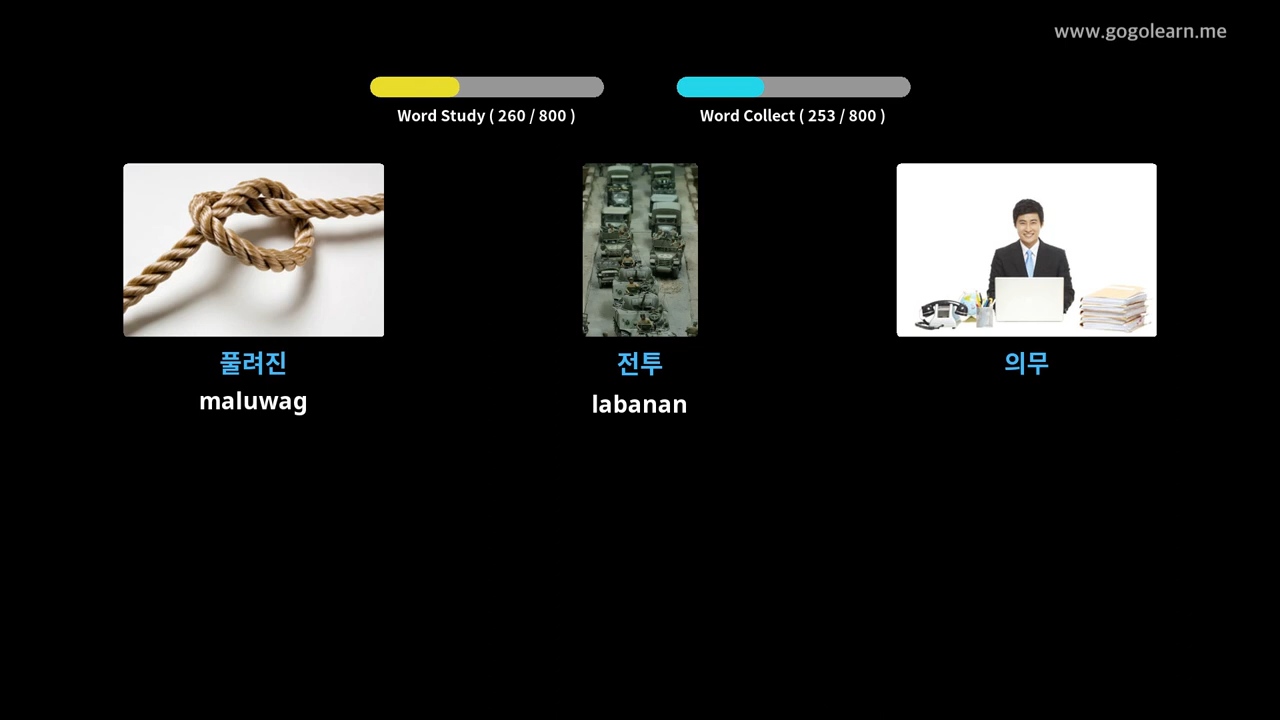 www.gogolearn.me
Word Study ( 260 / 800 )
Word Collect ( 253 / 800 )
풀려진
maluwag
전투
labanan
의무